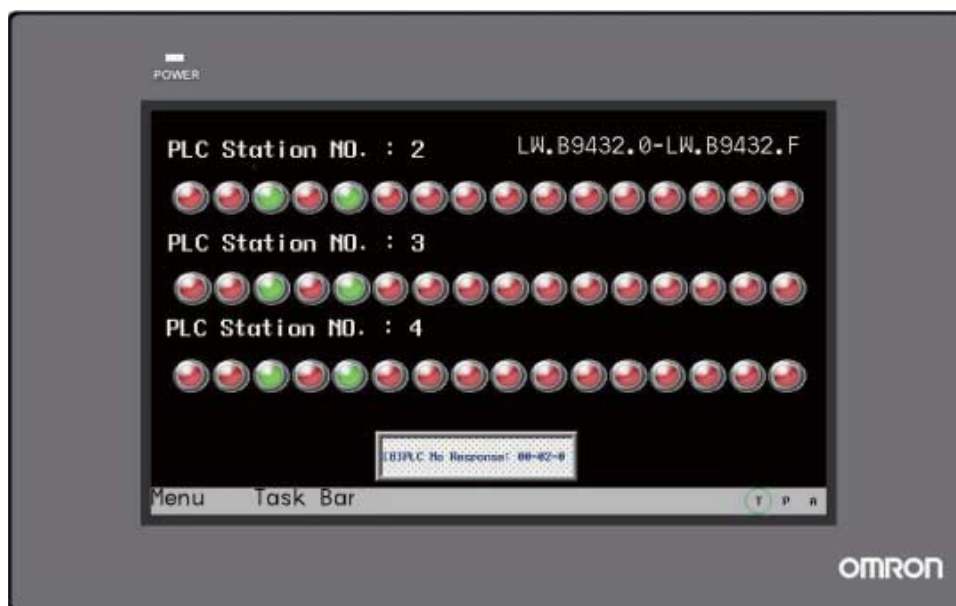 POWER
PLC Station NO. : 2 LW.B9432.0-LW.B9432.F
PLC Station NO. : 3
PLC Station NO. : 4
PLC No Response: 00-02-0
Menu Task Bar T P A
OMRON